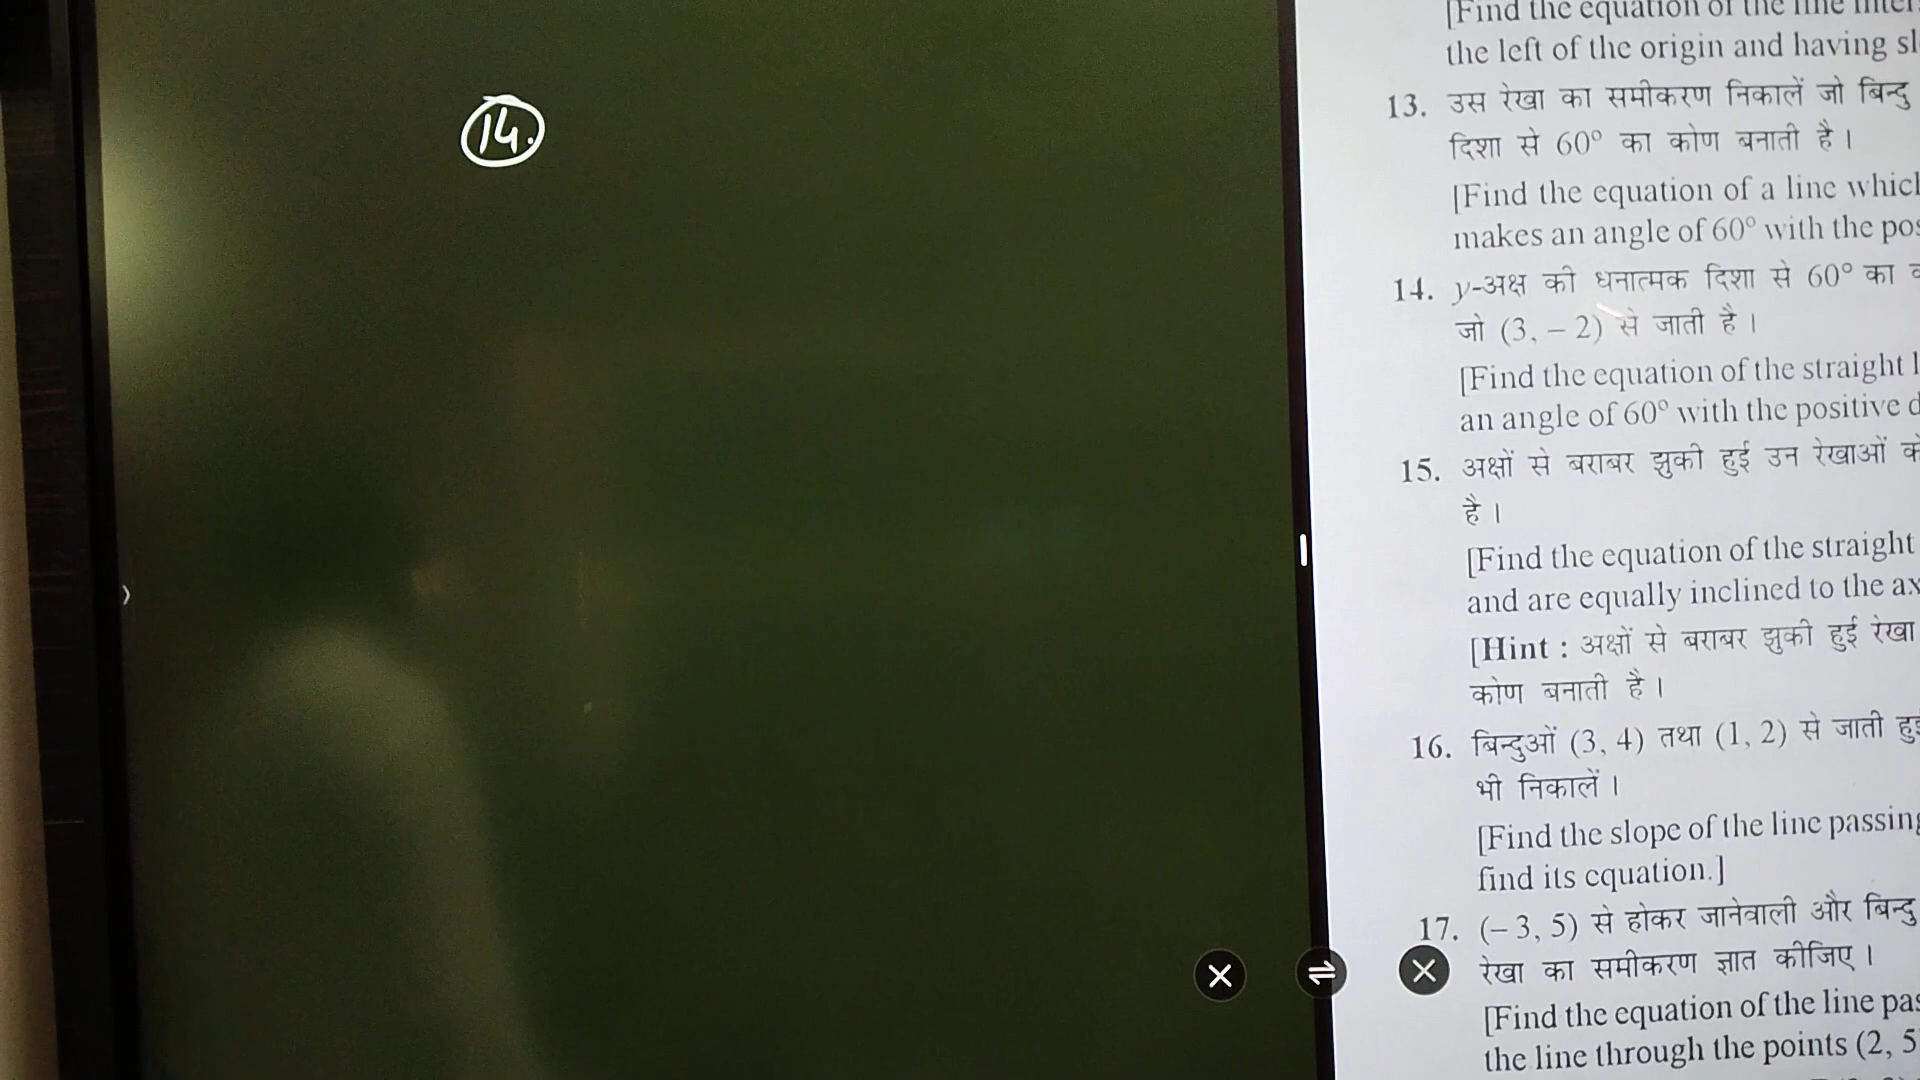 14.
[Find the equation of the line
the left of the origin and having
13. उस रेखा का समीकरण निकालें जो बिन्दु
दिशा से 60° का कोण बनाती है ।
[Find the equation of a line which
makes an angle of 60° with the
14. y-अक्ष की धनात्मक दिशा से 60° का
जो (3, – 2) से जाती है ।
[Find the equation of the straight
an angle of 60° with the positive
15. अक्षों से बराबर झुकी हुई उन रेखाओं
है ।
[Find the equation of the straight
and are equally inclined to the
[Hint : अक्षों से बराबर झुकी हुई रेखा
कोण बनाती है ।
16. बिन्दुओं (3, 4) तथा (1, 2) से जाती
भी निकालें ।
[Find the slope of the line passing
find its equation.]
17. (– 3, 5) से होकर जानेवाली और बिन्दु
रेखा का समीकरण ज्ञात कीजिए ।
[Find the equation of the line
the line through the points (2, 5